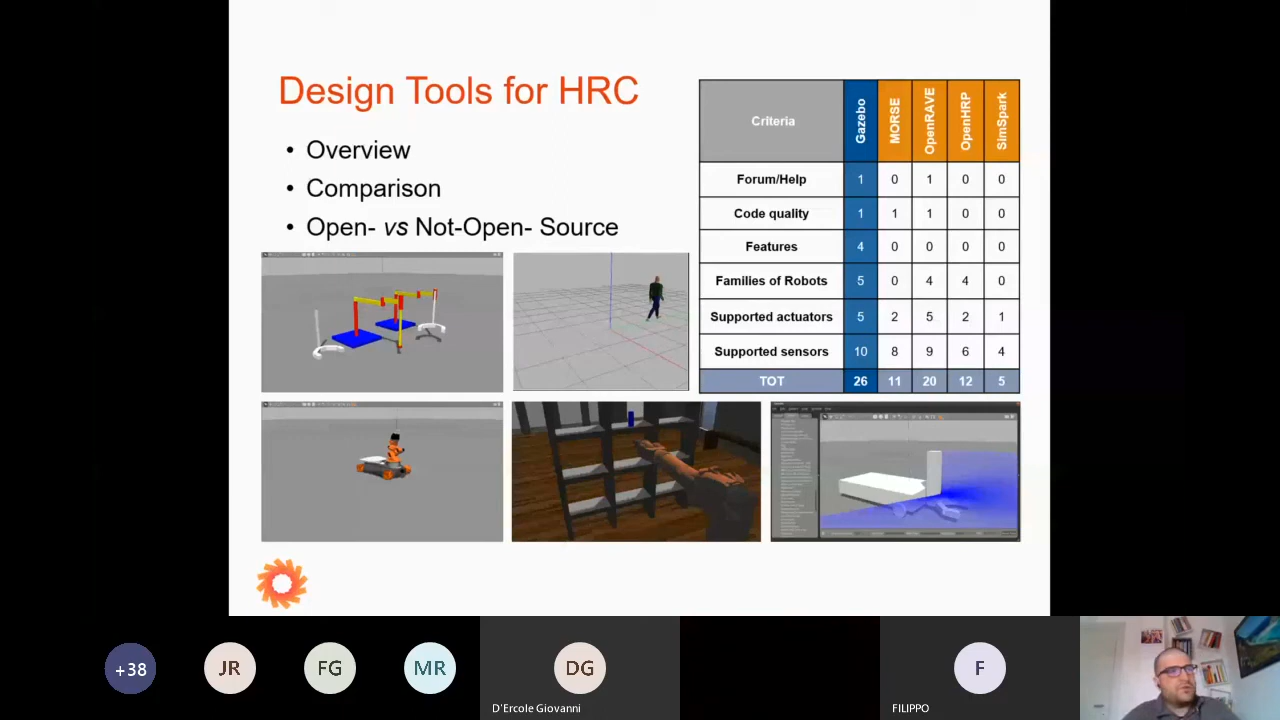 Design Tools for HRC
• Overview
• Comparison
• Open- vs Not-Open- Source
Criteria Gazebo MORSE OpenRAVE OpenHRP SimSpark
Forum/Help 1 0 1 0 0
Code quality 1 1 1 0 0
Features 4 0 0 0 0
Families of Robots 5 0 4 4 0
Supported actuators 5 2 5 2 1
Supported sensors 10 8 9 6 4
TOT 26 11 20 12 5
+38
JR
FG
MR
DG
D'Ercole Giovanni
F
FILIPPO